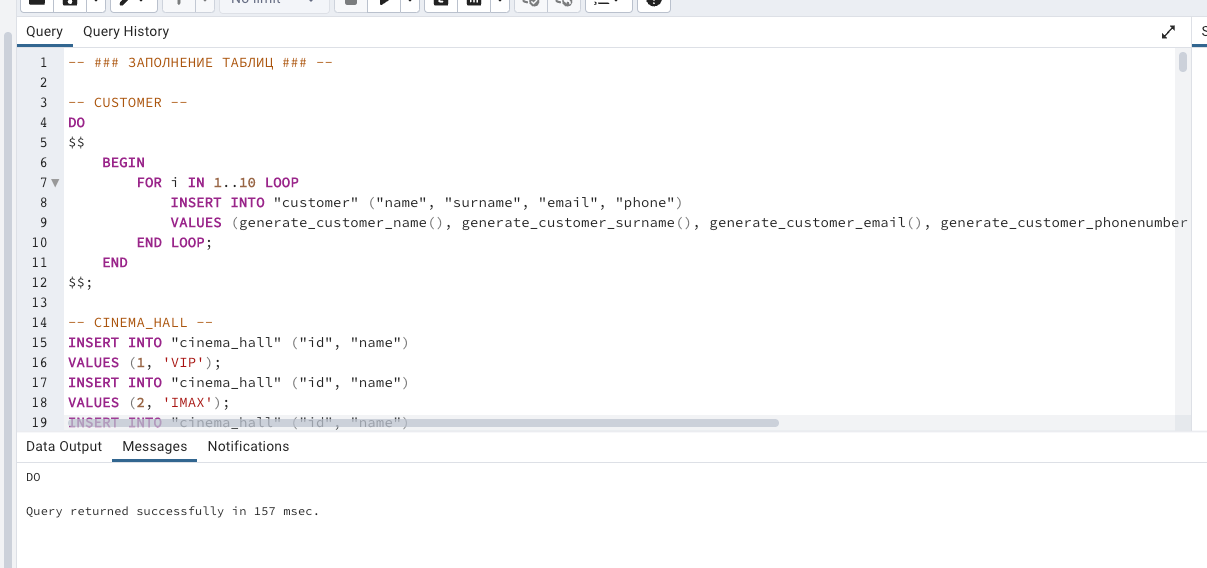 No limit
Query Query History
1 -- ### ЗАПОЛНЕНИЕ ТАБЛИЦ ### --
2
3 -- CUSTOMER --
4 DO
5 $$
6 BEGIN
7 FOR i IN 1..10 LOOP
8 INSERT INTO "customer" ("name", "surname", "email", "phone")
9 VALUES (generate_customer_name(), generate_customer_surname(), generate_customer_email(), generate_customer_phonenumber
10 END LOOP;
11 END
12 $$;
13
14 -- CINEMA_HALL --
15 INSERT INTO "cinema_hall" ("id", "name")
16 VALUES (1, 'VIP');
17 INSERT INTO "cinema_hall" ("id", "name")
18 VALUES (2, 'IMAX');
19 INSERT INTO "cinema_hall" ("id", "name")
Data Output Messages Notifications
DO
Query returned successfully in 157 msec.